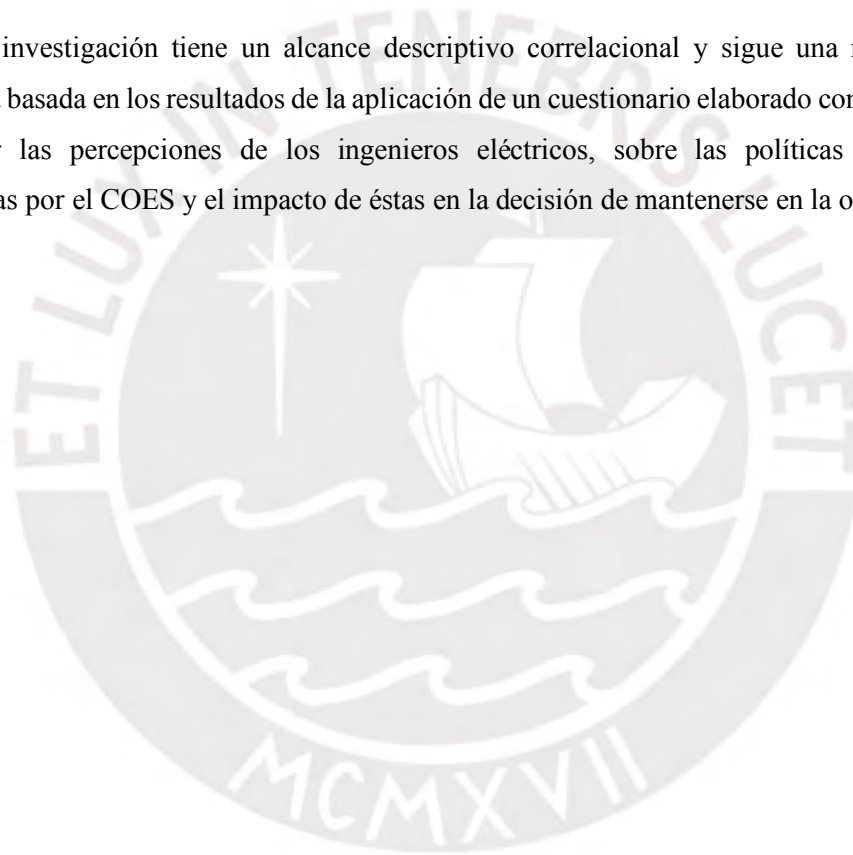 investigación tiene un alcance descriptivo correlacional y sigue una
basada en los resultados de la aplicación de un cuestionario elaborado
las percepciones de los ingenieros eléctricos, sobre las políticas
por el COES y el impacto de éstas en la decisión de mantenerse en la
ET LUX IN TENEBRIS LUCET
MCMXVII